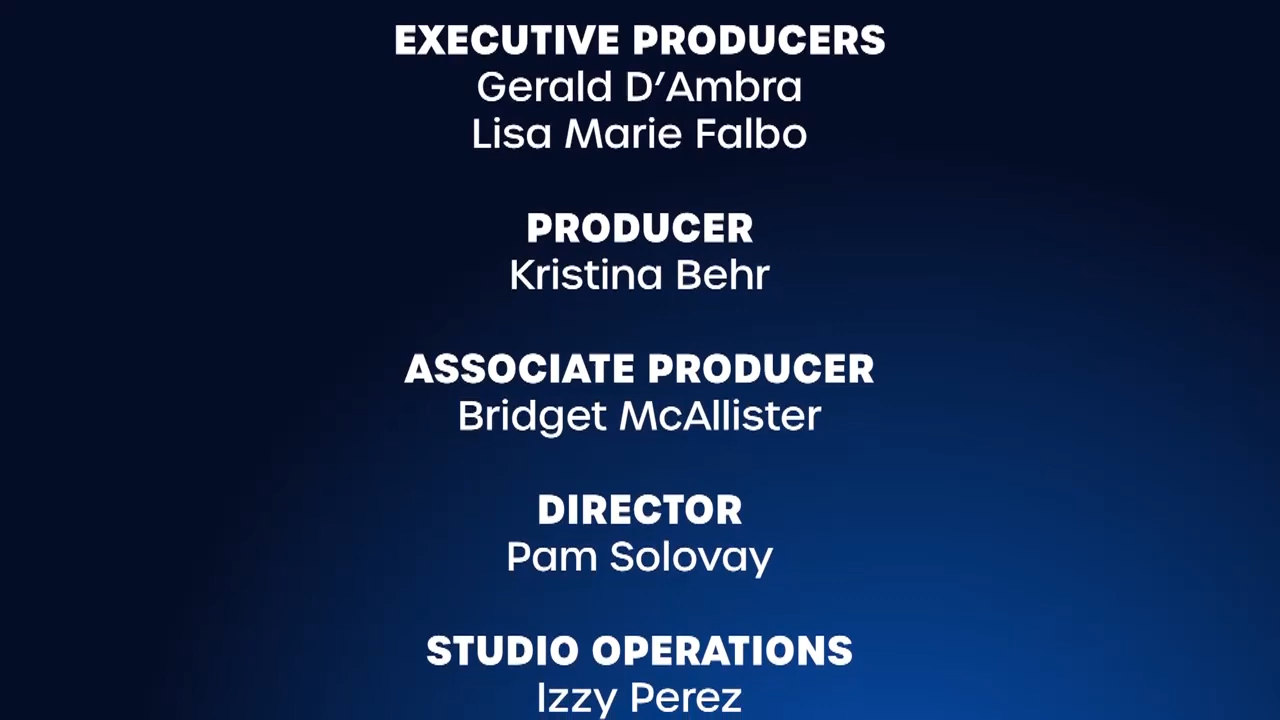 EXECUTIVE PRODUCERS
Gerald D’Ambra
Lisa Marie Falbo
PRODUCER
Kristina Behr
ASSOCIATE PRODUCER
Bridget McAllister
DIRECTOR
Pam Solovay
STUDIO OPERATIONS
Izzy Perez